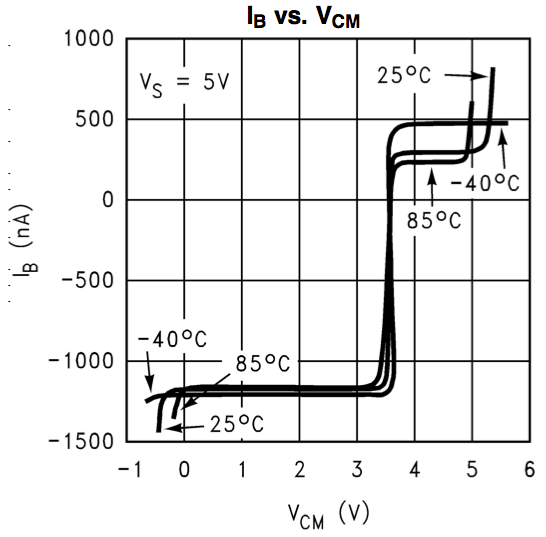 IB vs. VCM
1000
500
0
−500
−1000
−1500
IB (nA)
VS = 5V
25°C
−40°C
85°C
−40°C
85°C
25°C
−1 0 1 2 3 4 5 6
VCM (V)